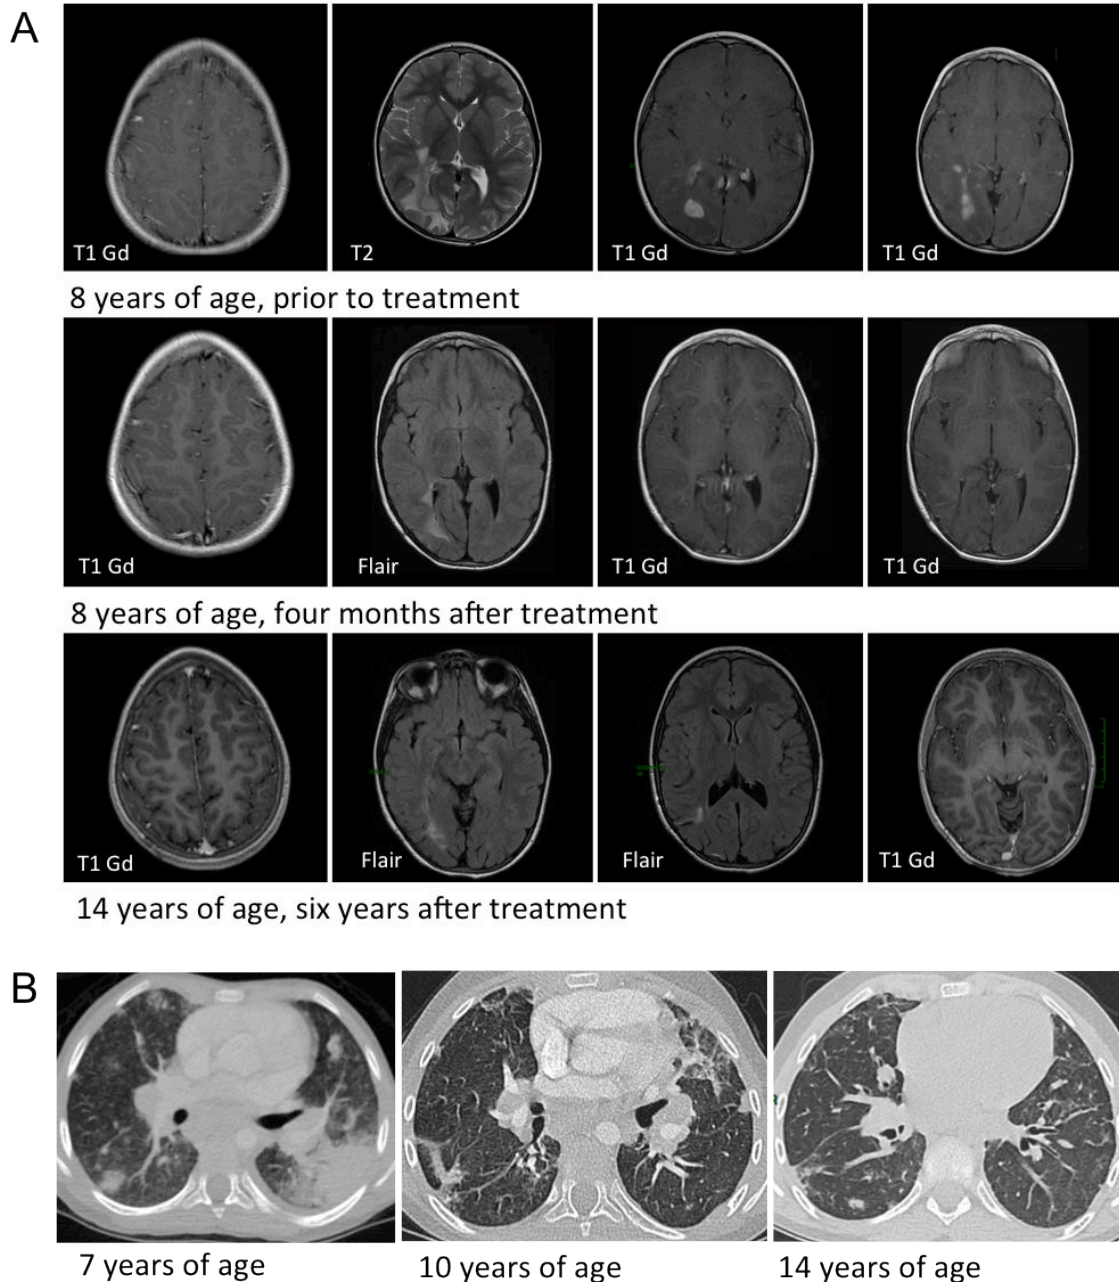 A
T1 Gd
T2
T1 Gd
T1 Gd
8 years of age, prior to treatment
T1 Gd
Flair
T1 Gd
T1 Gd
8 years of age, four months after treatment
T1 Gd
Flair
Flair
T1 Gd
14 years of age, six years after treatment
B
7 years of age
10 years of age
14 years of age